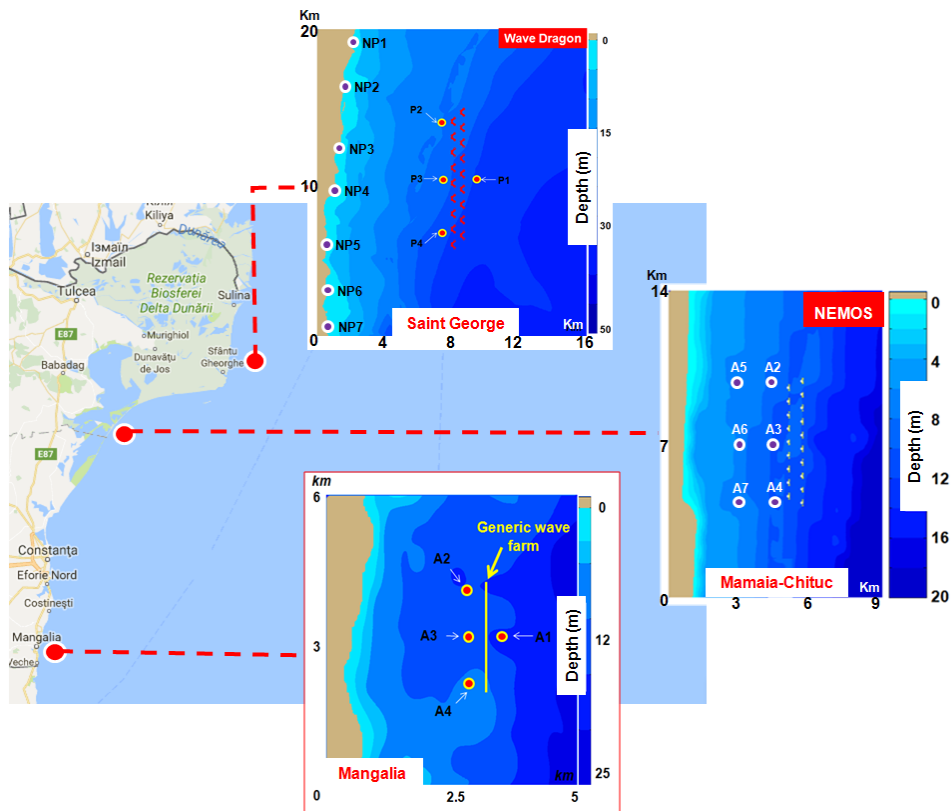 Km
20
Wave Dragon
NP1
0
NP2
P2
15
NP3
Depth (m)
10
P3
P1
NP4
P4
30
NP5
NP6
NP7
Saint George
Km
50
0
4
8
12
16
Kiliya
Килия
Ізмаїл
Izmail
Dunărea
Tulcea
Rezervația
Biosferei
Delta Dunării
Sulina
E87
Murighiol
Babadag
Dunavățu
de Jos
Sfântu
Gheorghe
E87
Constanța
Eforie Nord
Costinești
Mangalia
Veche
Km
14
NEMOS
0
A5
A2
4
7
A6
A3
8
Depth (m)
A7
A4
12
16
Mamaia-Chituc
Km
0
3
6
9
20
km
6
0
Generic wave
farm
A2
A3
A1
3
12
Depth (m)
A4
Mangalia
km
25
0
2.5
5